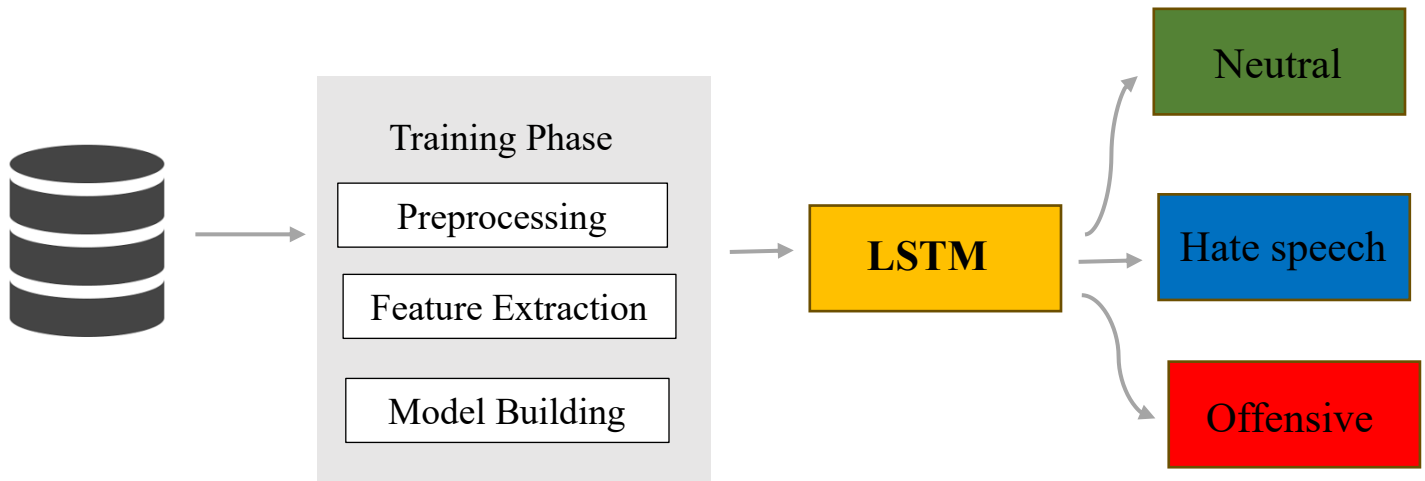 Training Phase
Preprocessing
Feature Extraction
Model Building
LSTM
Neutral
Hate speech
Offensive